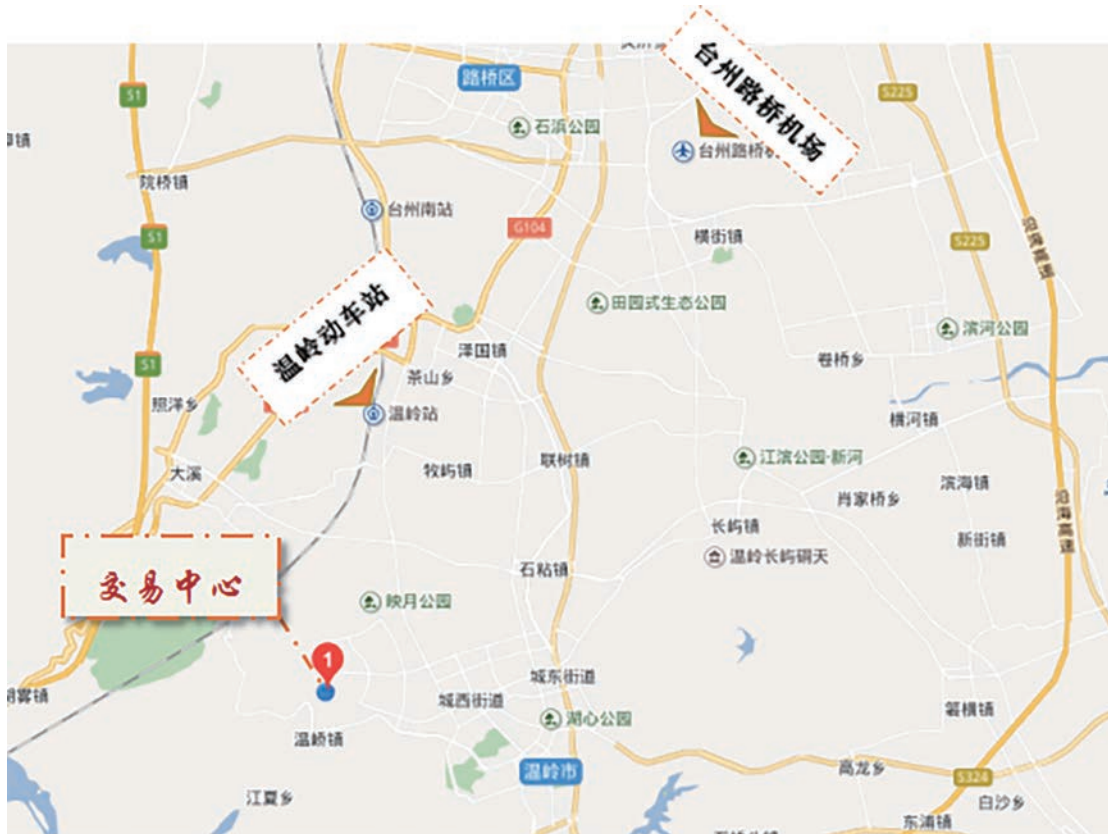 台州路桥机场
路桥区
S1
S225
石浜公园
台州路桥
院桥镇
台州南站
S1
G104
横街镇
S225
沿海高速
温岭动车站
田园式生态公园
滨河公园
泽国镇
卷桥乡
S1
茶山乡
照洋乡
温岭站
横河镇
大溪
牧屿镇
联树镇
江滨公园·新河
肖家桥乡
滨海镇
长屿镇
沿海高速
新街镇
温岭长屿硐天
石粘镇
交易中心
映月公园
1
城东街道
城西街道
湖雾镇
湖心公园
箬横镇
温峤镇
温岭市
高龙乡
S324
江夏乡
白沙乡
东浦镇